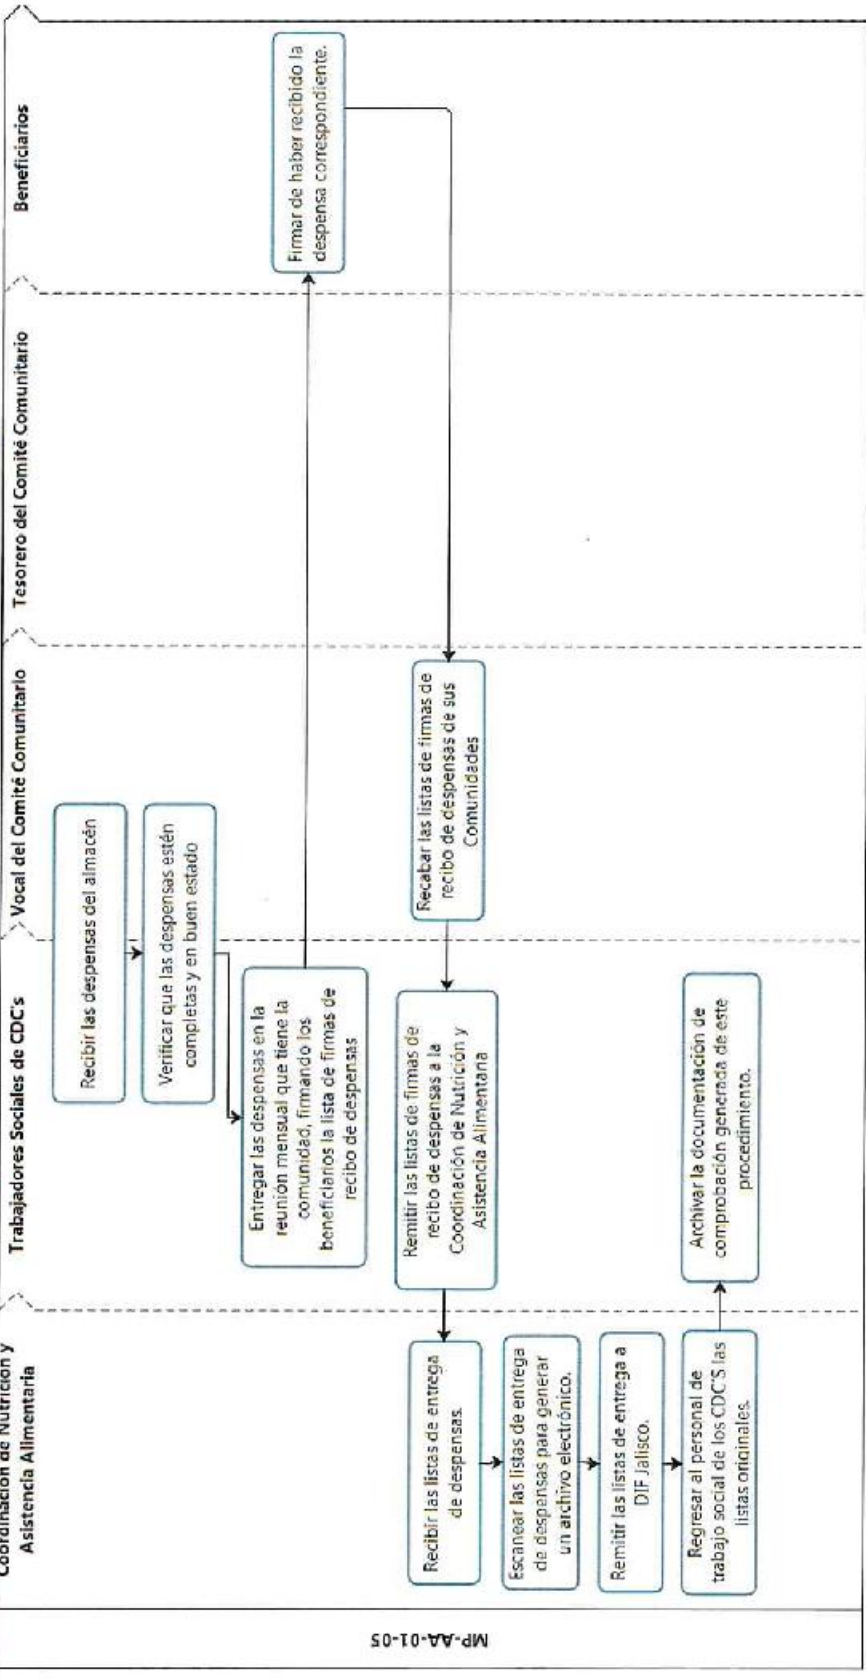 Coordinación de Nutrición y
Asistencia Alimentaria
Trabajadores Sociales de CDC's
Vocal del Comité Comunitario
Tesorero del Comité Comunitario
Beneficiarios
Recibir las despensas del almacén
Verificar que las despensas estén
completas y en buen estado
Entregar las despensas en la
reunión mensual que tiene la
comunidad, firmando los
beneficiarios la lista de firmas de
recibo de despensas
Firmar de haber recibido la
despensa correspondiente.
Recabar las listas de firmas de
recibo de despensas de sus
Comunidades
Remitir las listas de firmas de
recibo de despensas a la
Coordinación de Nutrición y
Asistencia Alimentaria
Recibir las listas de entrega
de despensas.
Escanear las listas de entrega
de despensas para generar
un archivo electrónico.
Remitir las listas de entrega a
DIF Jalisco.
Regresar al personal de
trabajo social de los CDC'S las
listas originales.
Archivar la documentación de
comprobación generada de este
procedimiento.
MP-AA-01-05